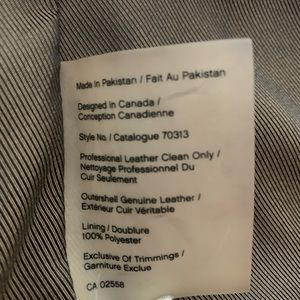 Made In Pakistan / Fait Au Pakistan
Designed In Canada /
Conception Canadienne
Style No. / Catalogue 70313
Professional Leather Clean Only /
Nettoyage Professionnel Du
Cuir Seulement
Outershell Genuine Leather /
Extérieur Cuir Véritable
Lining / Doublure
100% Polyester
Exclusive Of Trimmings /
Garniture Exclue
CA 02558